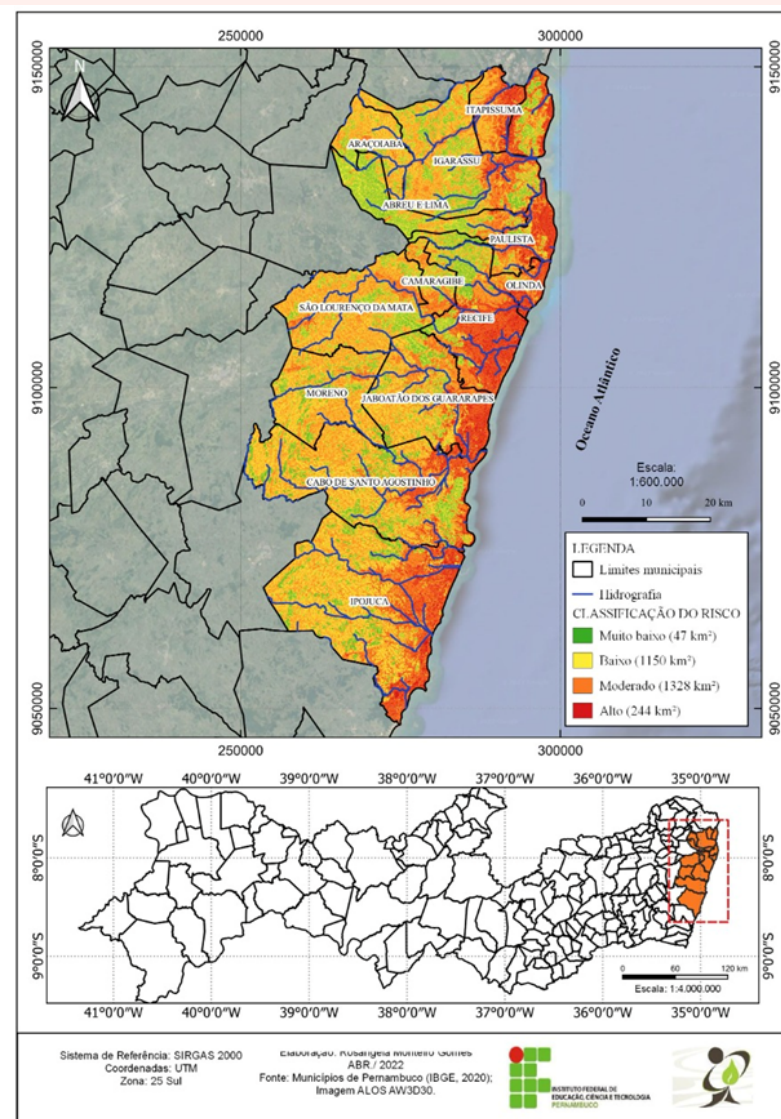 250000
300000
9150000
9150000
N
ITAPISSUMA
ARAÇOIABA
IGARASSU
ABREU E LIMA
PAULISTA
CAMARAGIBE
OLINDA
SÃO LOURENÇO DA MATA
RECIFE
9100000
9100000
MORENO
JABOATÃO DOS GUARARAPES
Oceano Atlântico
CABO DE SANTO AGOSTINHO
IPOJUCA
Escala:
1:600.000
0 10 20 km
LEGENDA
Limites municipais
Hidrografia
CLASSIFICAÇÃO DO RISCO
Muito baixo (47 km²)
Baixo (1150 km²)
Moderado (1328 km²)
Alto (244 km²)
9050000
9050000
250000
300000
41°0'0"W 40°0'0"W 39°0'0"W 38°0'0"W 37°0'0"W 36°0'0"W 35°0'0"W
8°0'0"S
8°0'0"S
9°0'0"S
9°0'0"S
0 60 120 km
Escala: 1:4.000.000
41°0'0"W 40°0'0"W 39°0'0"W 38°0'0"W 37°0'0"W 36°0'0"W 35°0'0"W
Sistema de Referência: SIRGAS 2000
Coordenadas: UTM
Zona: 25 Sul
Elaboração: Rosangela Monteiro Gomes
ABR./ 2022
Fonte: Municípios de Pernambuco (IBGE, 2020);
Imagem ALOS AW3D30.
INSTITUTO FEDERAL DE
EDUCAÇÃO, CIÊNCIA E TECNOLOGIA
PERNAMBUCO